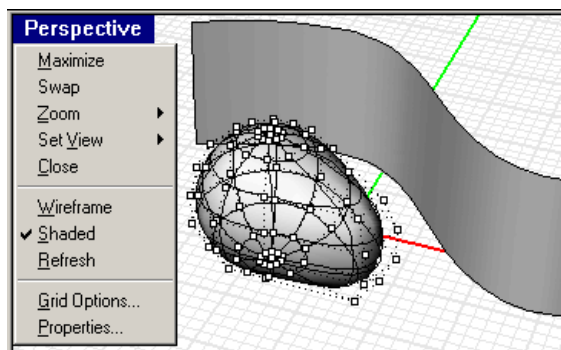 Perspective
Maximize
Swap
Zoom
Set View
Close
Wireframe
Shaded
Refresh
Grid Options...
Properties...